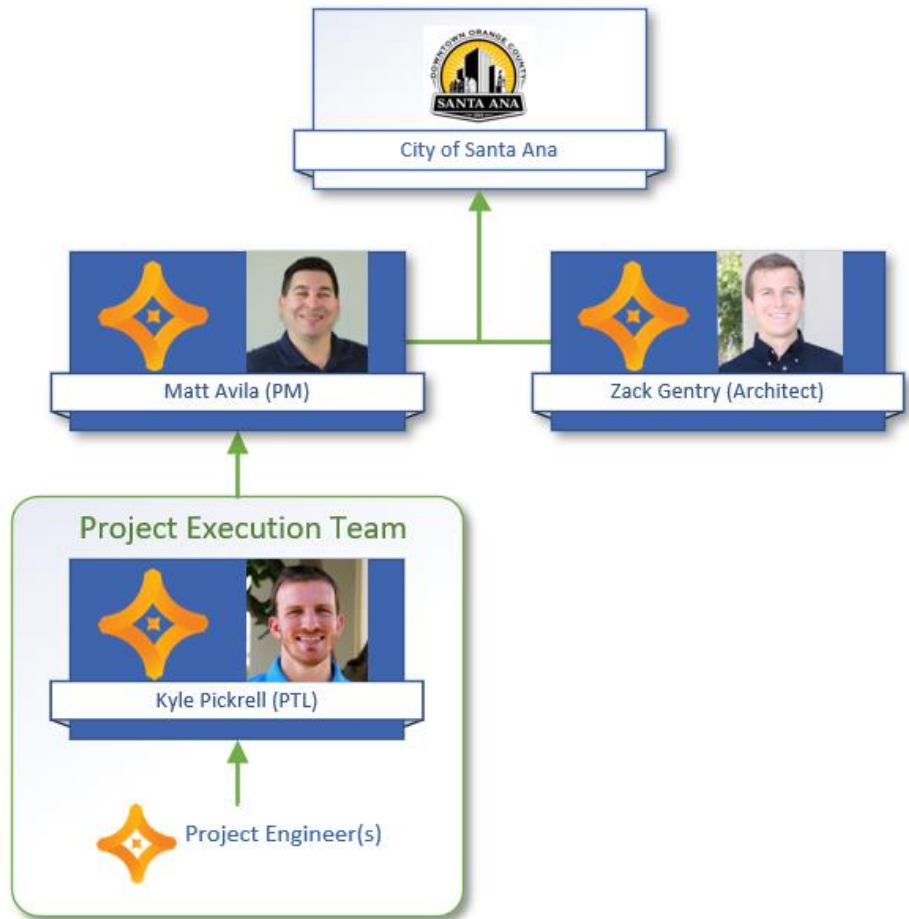 DOWNTOWN ORANGE COUNTY
SANTA ANA
City of Santa Ana
Matt Avila (PM)
Zack Gentry (Architect)
Project Execution Team
Kyle Pickrell (PTL)
Project Engineer(s)